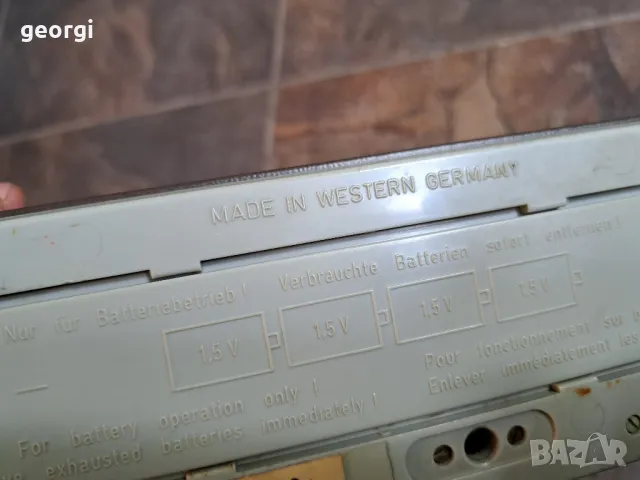 georgi
MADE IN WESTERN GERMANY
Nur für Batteriebetrieb! Verbrauchte Batterien sofort entfernen!
1.5 V 1.5 V 1.5 V 1.5 V
Pour fonctionnement sur
Enlever immédiatement les
For battery operation only!
exhausted batteries immediately!
BAZAR